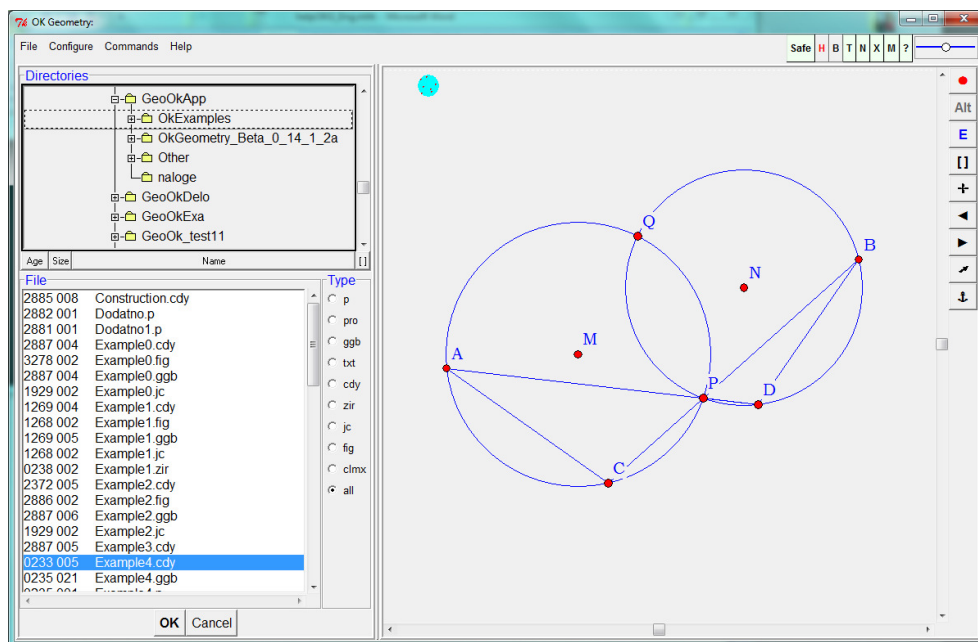 OK Geometry:
File Configure Commands Help
Safe H B T N X M ?
Directories
GeoOkApp
OkExamples
OkGeometry_Beta_0_14_1_2a
Other
naloge
GeoOkDelo
GeoOkExa
GeoOk_test11
Age Size Name [ ]
File
2885 008 Construction.cdy
2882 001 Dodatno.p
2881 001 Dodatno1.p
2887 004 Example0.cdy
3278 002 Example0.fig
2887 004 Example0.ggb
1929 002 Example0.jc
1269 004 Example1.cdy
1268 002 Example1.fig
1269 005 Example1.ggb
1268 002 Example1.jc
0238 002 Example1.zir
2372 005 Example2.cdy
2886 002 Example2.fig
2887 006 Example2.ggb
1929 002 Example2.jc
2887 005 Example3.cdy
0233 005 Example4.cdy
0235 021 Example4.ggb
Type
p
pro
ggb
txt
cdy
zir
jc
fig
clmx
all
OK Cancel
Q
B
N
M
A
P
D
C
Alt
E
[ ]